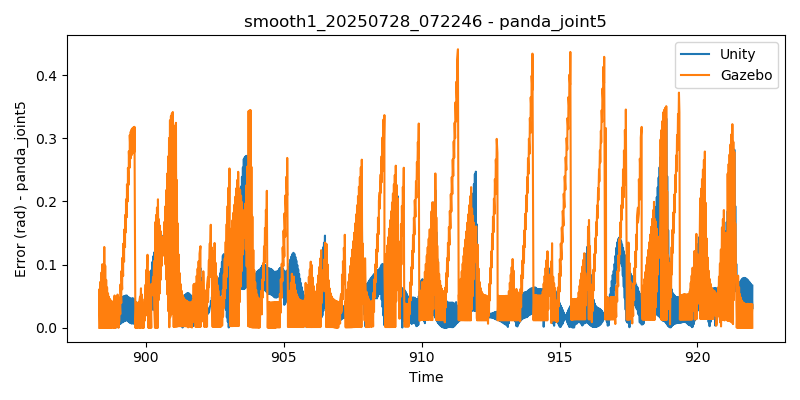 smooth1_20250728_072246 - panda_joint5
Unity
Gazebo
Error (rad) - panda_joint5
0.4
0.3
0.2
0.1
0.0
900
905
910
915
920
Time